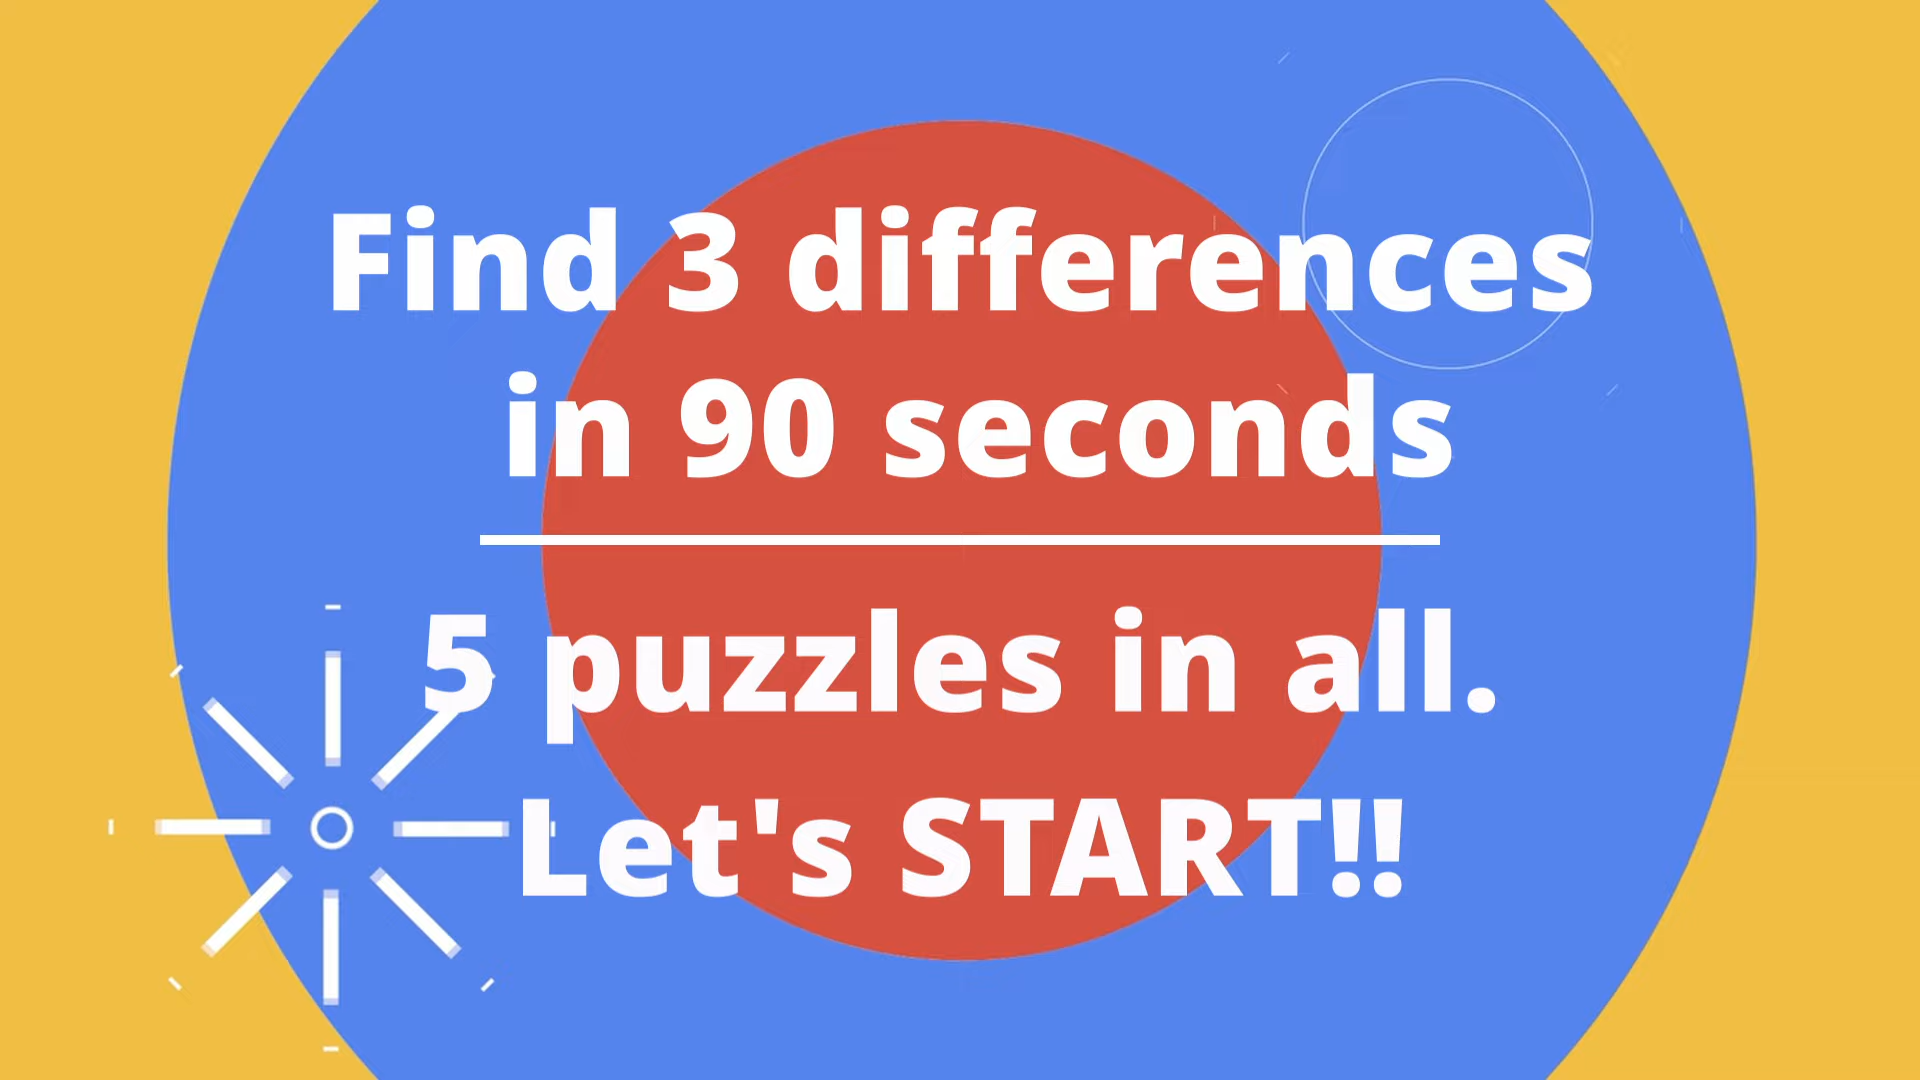 Find 3 differences
in 90 seconds
5 puzzles in all.
Let's START!!